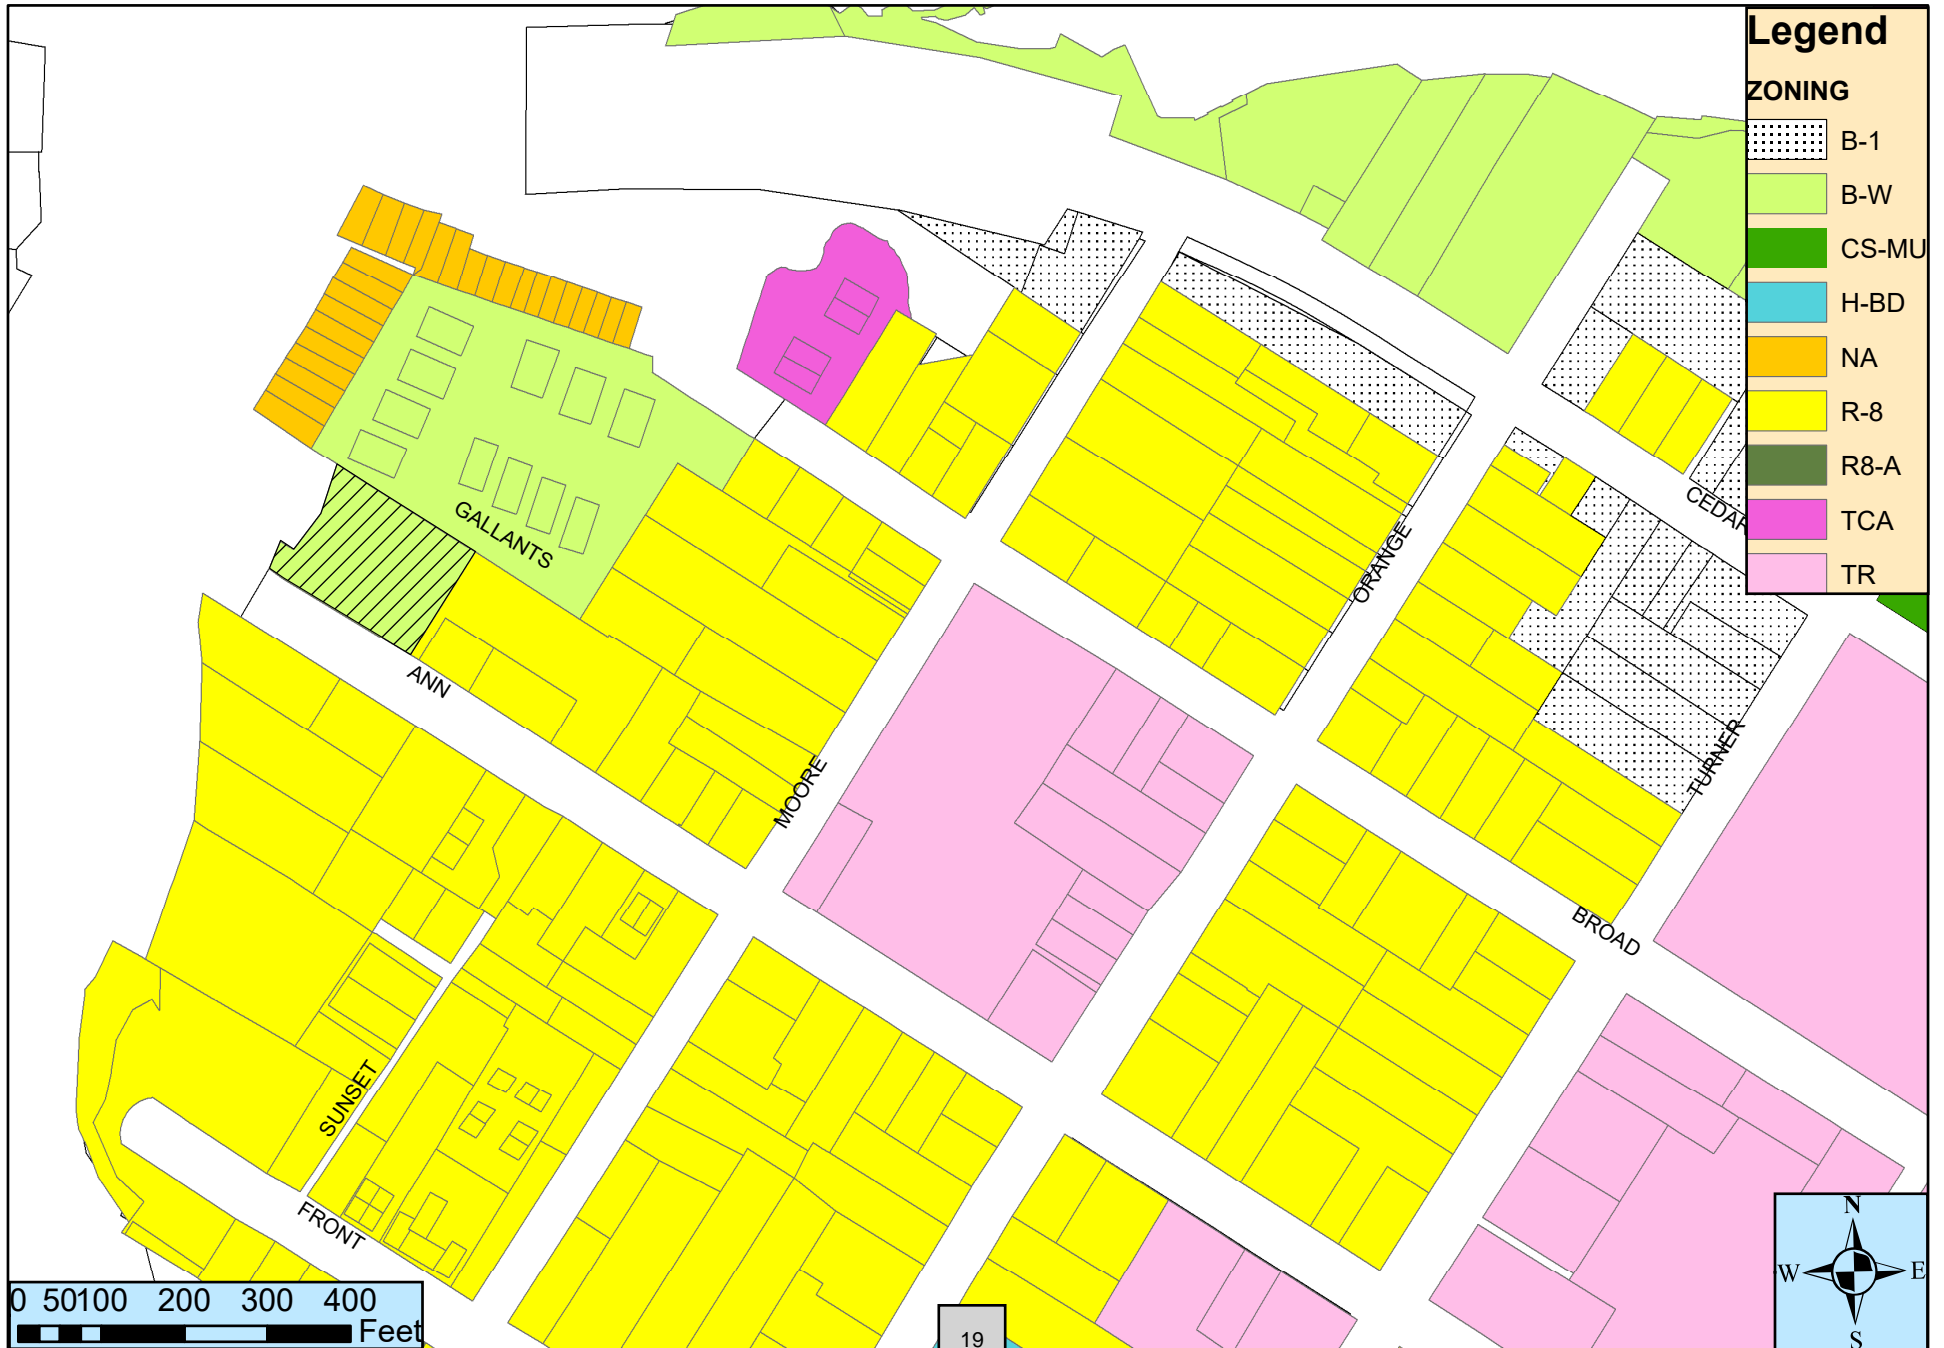 Legend
ZONING
B-1
B-W
CS-MU
H-BD
NA
R-8
R8-A
TCA
TR
GALLANTS
CEDAR
ORANGE
ANN
TURNER
MOORE
BROAD
SUNSET
FRONT
N
W
E
S
0 50100 200 300 400
Feet
19